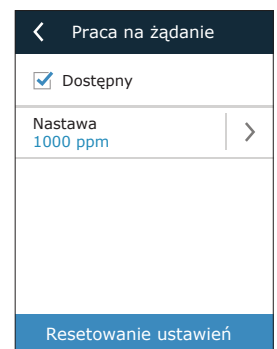 Praca na żądanie
Dostępny
Nastawa
1000 ppm
Resetowanie ustawień